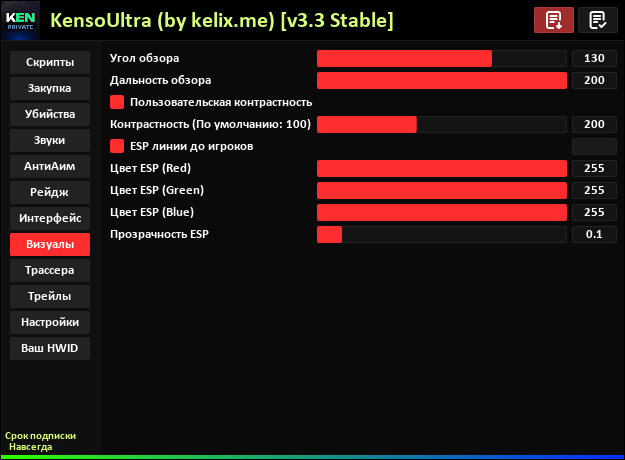 KEN
PRIVATE
KensoUltra (by kelix.me) [v3.3 Stable]
Скрипты
Закупка
Убийства
Звуки
АнтиАим
Рейдж
Интерфейс
Визуалы
Трассера
Трейлы
Настройки
Ваш HWID
Срок подписки
Навсегда
Угол обзора 130
Дальность обзора 200
Пользовательская контрастность
Контрастность (По умолчанию: 100) 200
ESP линии до игроков
Цвет ESP (Red) 255
Цвет ESP (Green) 255
Цвет ESP (Blue) 255
Прозрачность ESP 0.1